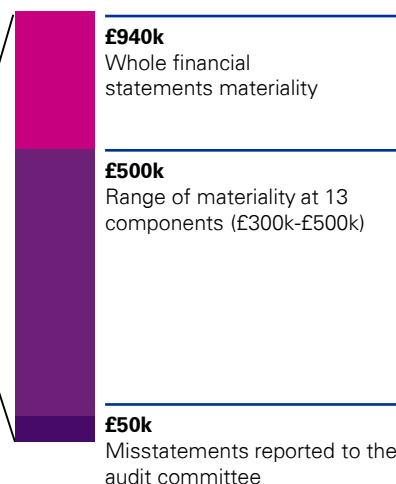 £940k
Whole financial
statements materiality
£500k
Range of materiality at 13
components (£300k-£500k)
£50k
Misstatements reported to the
audit committee